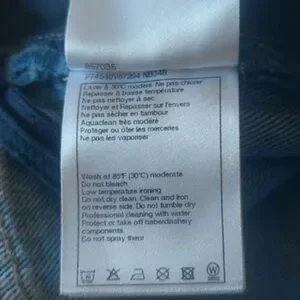 Laver à 30°C modéré Ne pas chlorer
Repasser à basse température
Ne pas nettoyer à sec
Nettoyer et Repasser sur l'envers
Ne pas sécher en tambour
Aquaclean très modéré
Protéger ou ôter les merceries
Ne pas les vaporiser
Wash at 85°F (30°C) moderate
Do not bleach
Low temperature ironing
Do not dry clean. Clean and iron
on reverse side. Do not tumble dry
Professional cleaning with water
Protect or take off haberdashery
components.
Do not spray them
W